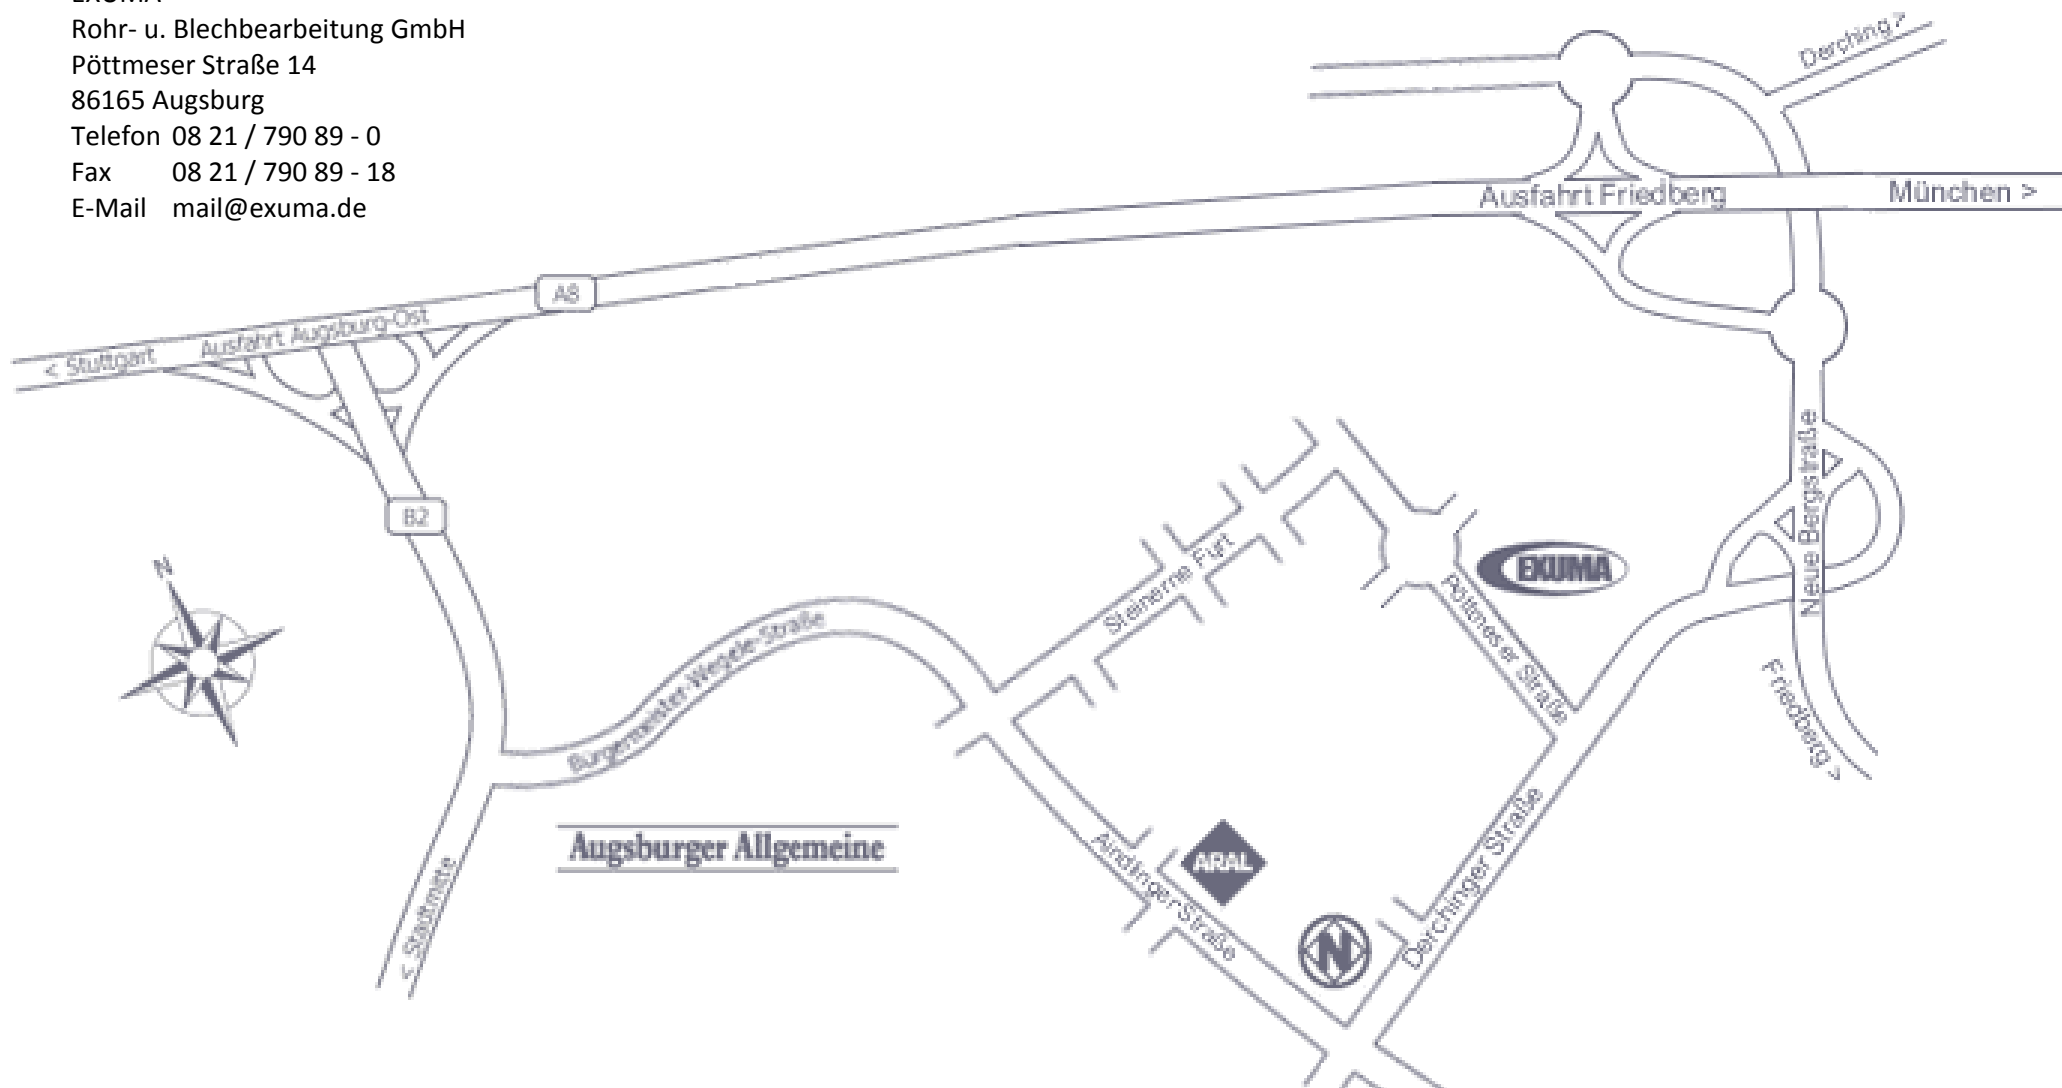 EXUMA
Rohr- u. Blechbearbeitung GmbH
Pöttmeser Straße 14
86165 Augsburg
Telefon 08 21 / 790 89 - 0
Fax 08 21 / 790 89 - 18
E-Mail mail@exuma.de
Derching >
Ausfahrt Friedberg
München >
A8
Ausfahrt Augsburg-Ost
< Stuttgart
B2
N
Neue Bergstraße
Steinerne Fyrt
EXUMA
Pöttmeser Straße
Bürgermeister-Wegele-Straße
Friedberg >
Augsburger Allgemeine
ARAL
Aindlinger Straße
Derchinger Straße
N
< Stadtmitte